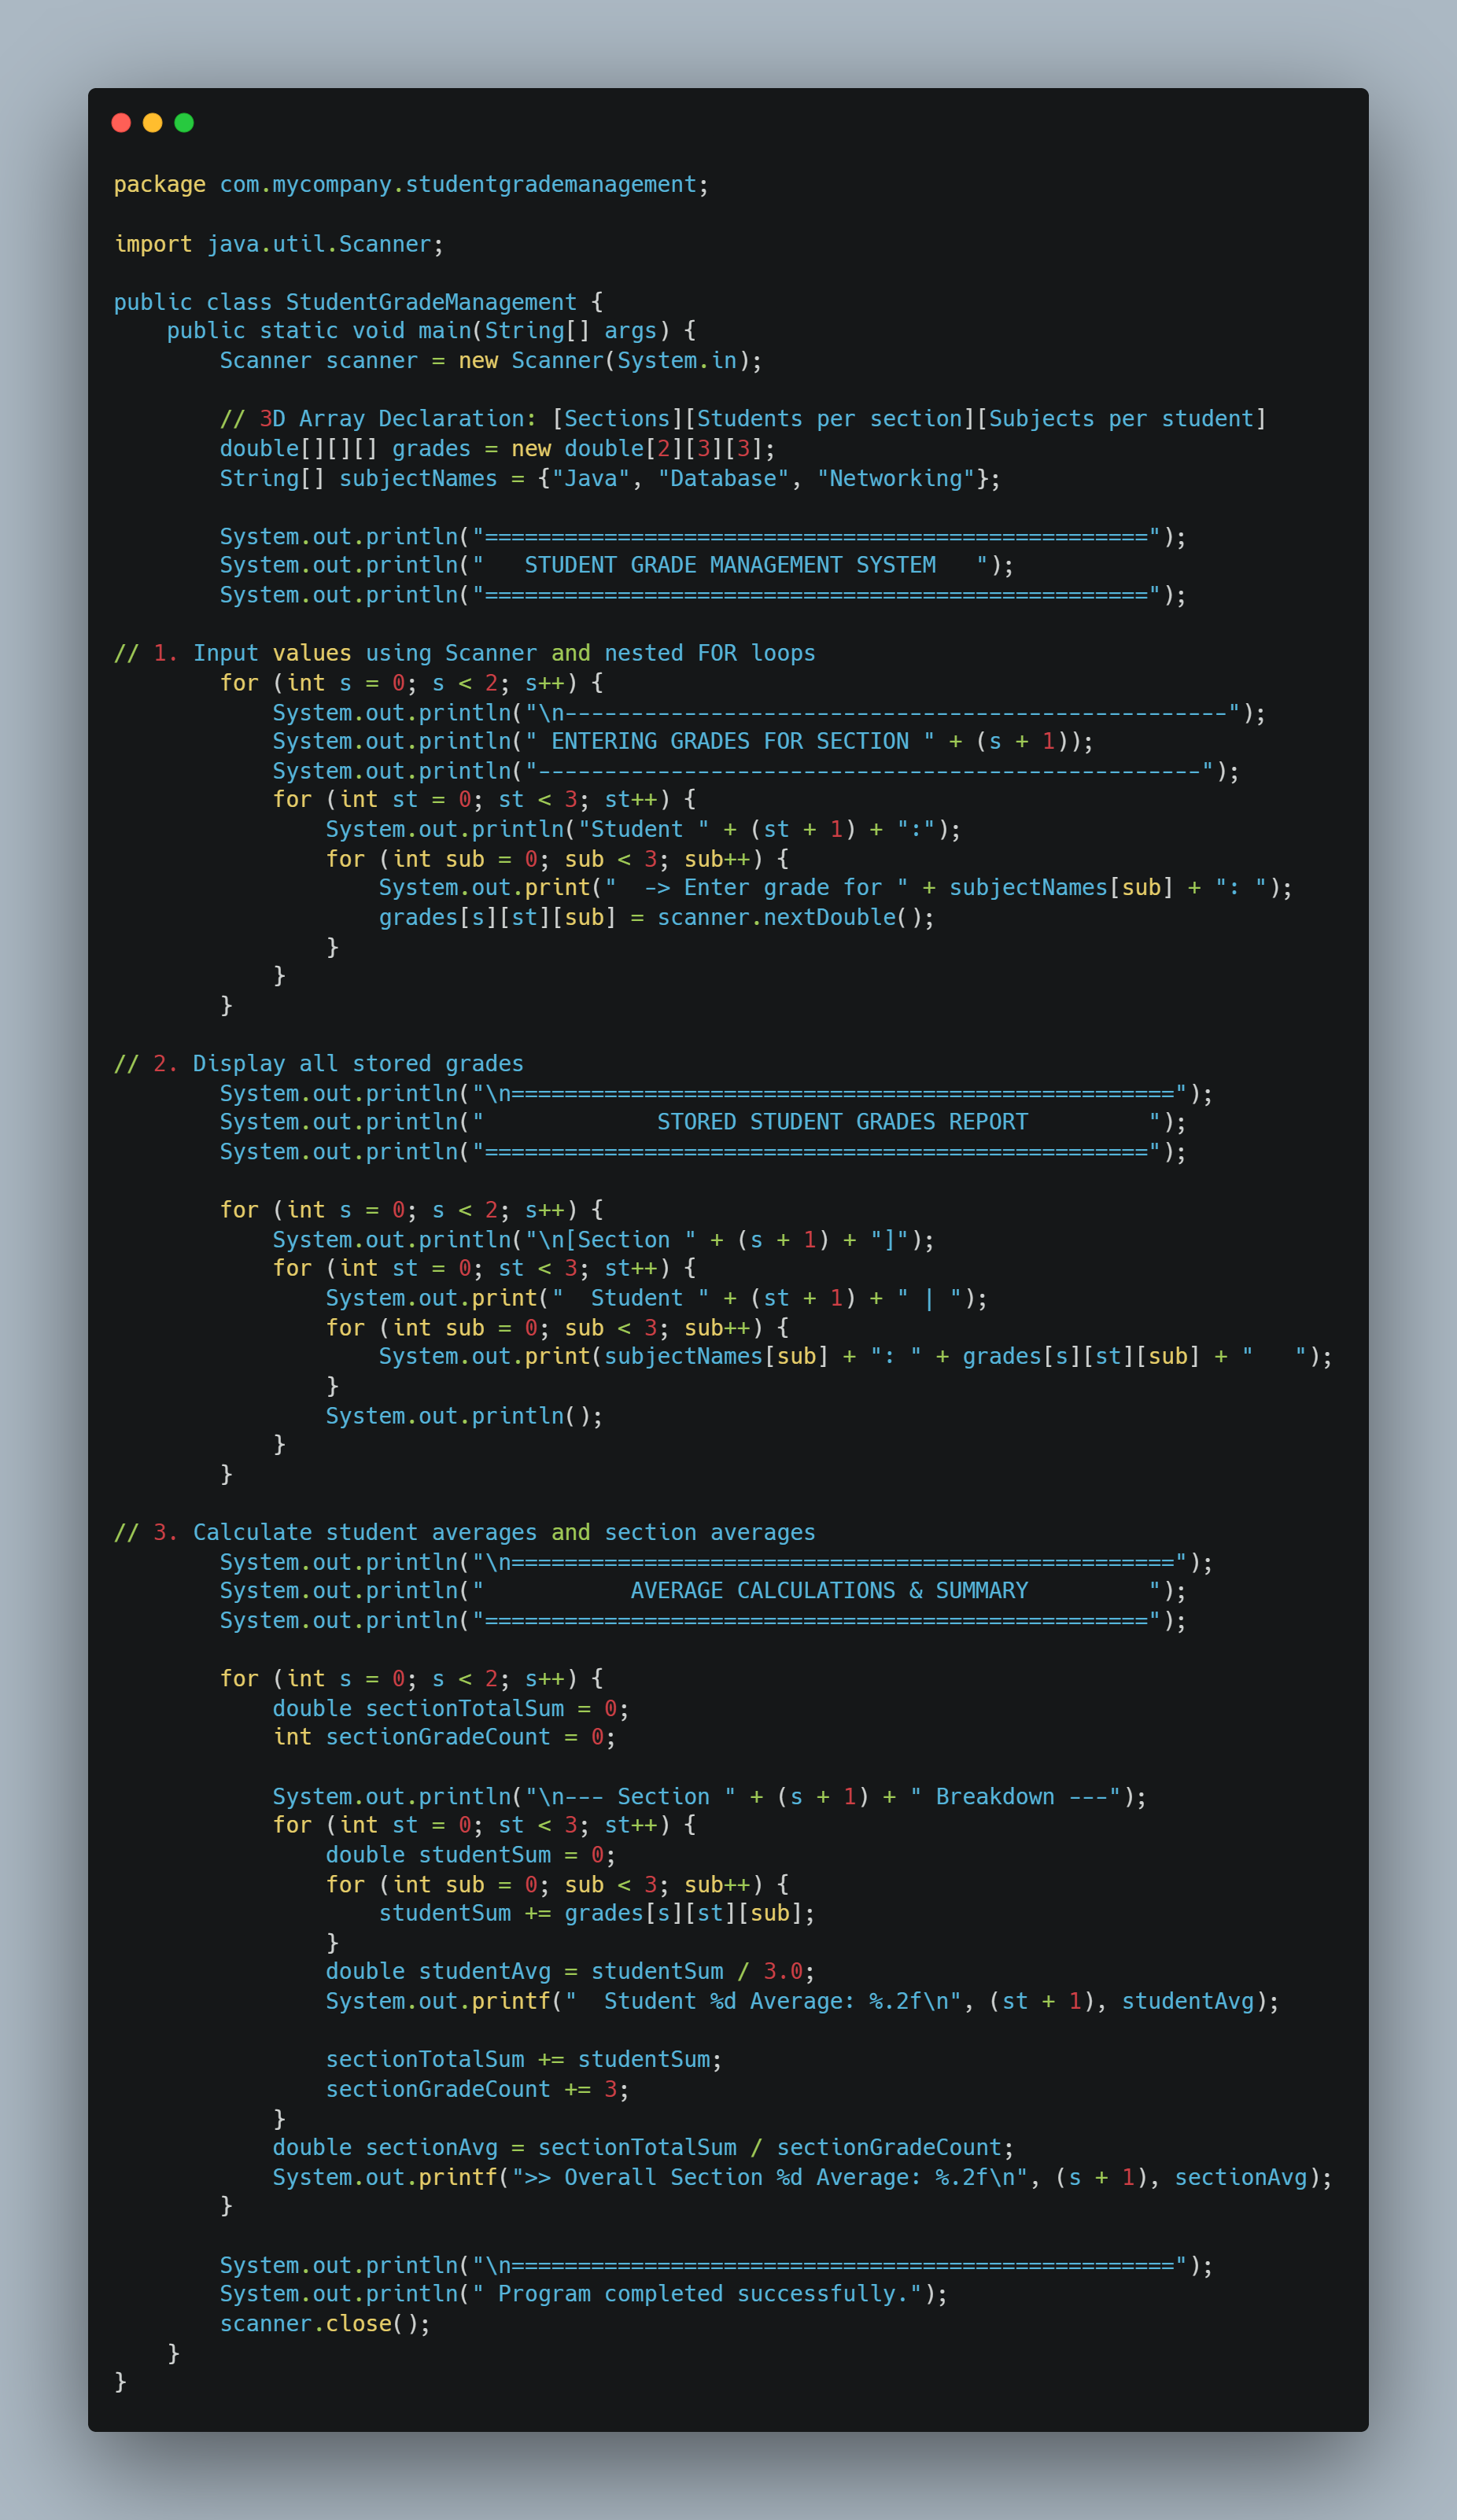 package com.mycompany.studentgrademanagement;

import java.util.Scanner;

public class StudentGradeManagement {
    public static void main(String[] args) {
        Scanner scanner = new Scanner(System.in);

        // 3D Array Declaration: [Sections][Students per section][Subjects per student]
        double[][][] grades = new double[2][3][3];
        String[] subjectNames = {"Java", "Database", "Networking"};

        System.out.println("==================================================");
        System.out.println("   STUDENT GRADE MANAGEMENT SYSTEM   ");
        System.out.println("==================================================");

// 1. Input values using Scanner and nested FOR loops
        for (int s = 0; s < 2; s++) {
            System.out.println("\n--------------------------------------------------");
            System.out.println(" ENTERING GRADES FOR SECTION " + (s + 1));
            System.out.println("--------------------------------------------------");
            for (int st = 0; st < 3; st++) {
                System.out.println("Student " + (st + 1) + ":");
                for (int sub = 0; sub < 3; sub++) {
                    System.out.print("  -> Enter grade for " + subjectNames[sub] + ": ");
                    grades[s][st][sub] = scanner.nextDouble();
                }
            }
        }

// 2. Display all stored grades
        System.out.println("\n==================================================");
        System.out.println("             STORED STUDENT GRADES REPORT         ");
        System.out.println("==================================================");

        for (int s = 0; s < 2; s++) {
            System.out.println("\n[Section " + (s + 1) + "]");
            for (int st = 0; st < 3; st++) {
                System.out.print("  Student " + (st + 1) + " | ");
                for (int sub = 0; sub < 3; sub++) {
                    System.out.print(subjectNames[sub] + ": " + grades[s][st][sub] + "   ");
                }
                System.out.println();
            }
        }

// 3. Calculate student averages and section averages
        System.out.println("\n==================================================");
        System.out.println("           AVERAGE CALCULATIONS & SUMMARY         ");
        System.out.println("==================================================");

        for (int s = 0; s < 2; s++) {
            double sectionTotalSum = 0;
            int sectionGradeCount = 0;

            System.out.println("\n--- Section " + (s + 1) + " Breakdown ---");
            for (int st = 0; st < 3; st++) {
                double studentSum = 0;
                for (int sub = 0; sub < 3; sub++) {
                    studentSum += grades[s][st][sub];
                }
                double studentAvg = studentSum / 3.0;
                System.out.printf("  Student %d Average: %.2f\n", (st + 1), studentAvg);

                sectionTotalSum += studentSum;
                sectionGradeCount += 3;
            }
            double sectionAvg = sectionTotalSum / sectionGradeCount;
            System.out.printf(">> Overall Section %d Average: %.2f\n", (s + 1), sectionAvg);
        }

        System.out.println("\n==================================================");
        System.out.println(" Program completed successfully.");
        scanner.close();
    }
}